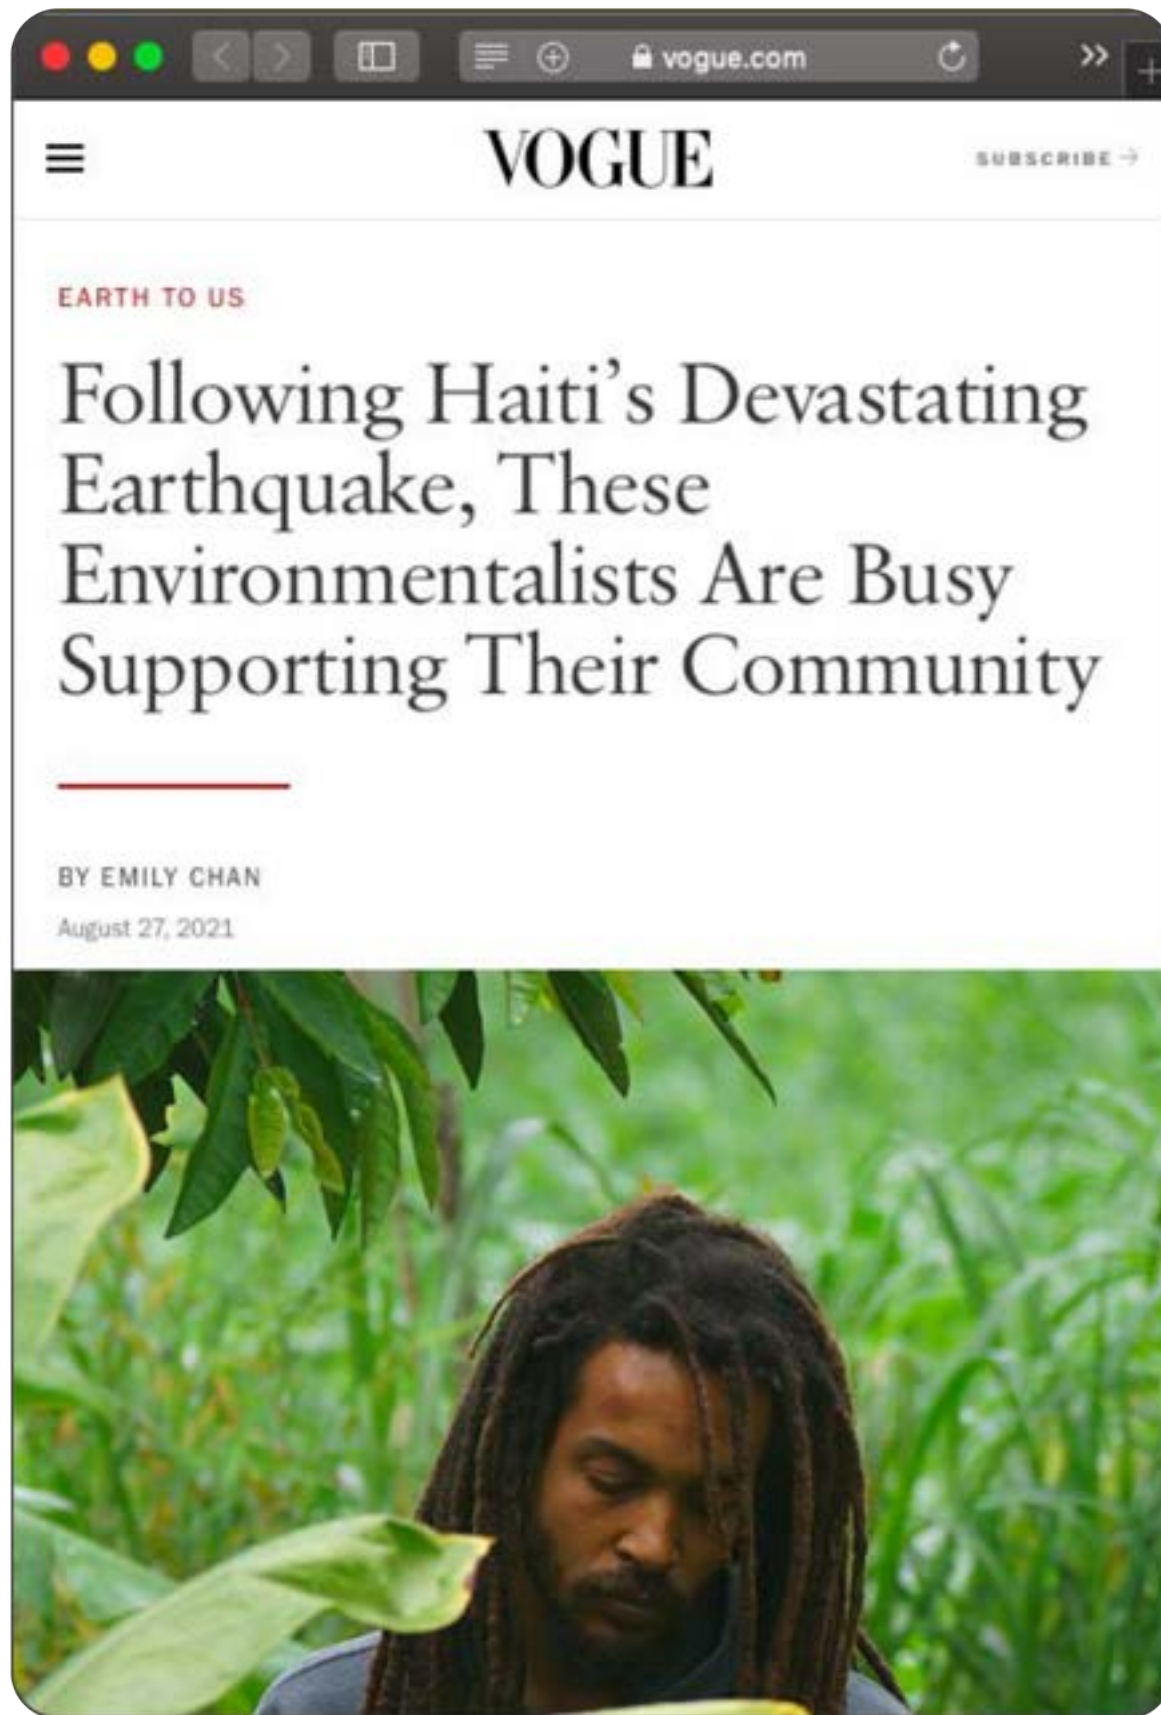 vogue.com
VOGUE
SUBSCRIBE
EARTH TO US
Following Haiti’s Devastating
Earthquake, These
Environmentalists Are Busy
Supporting Their Community
BY EMILY CHAN
August 27, 2021